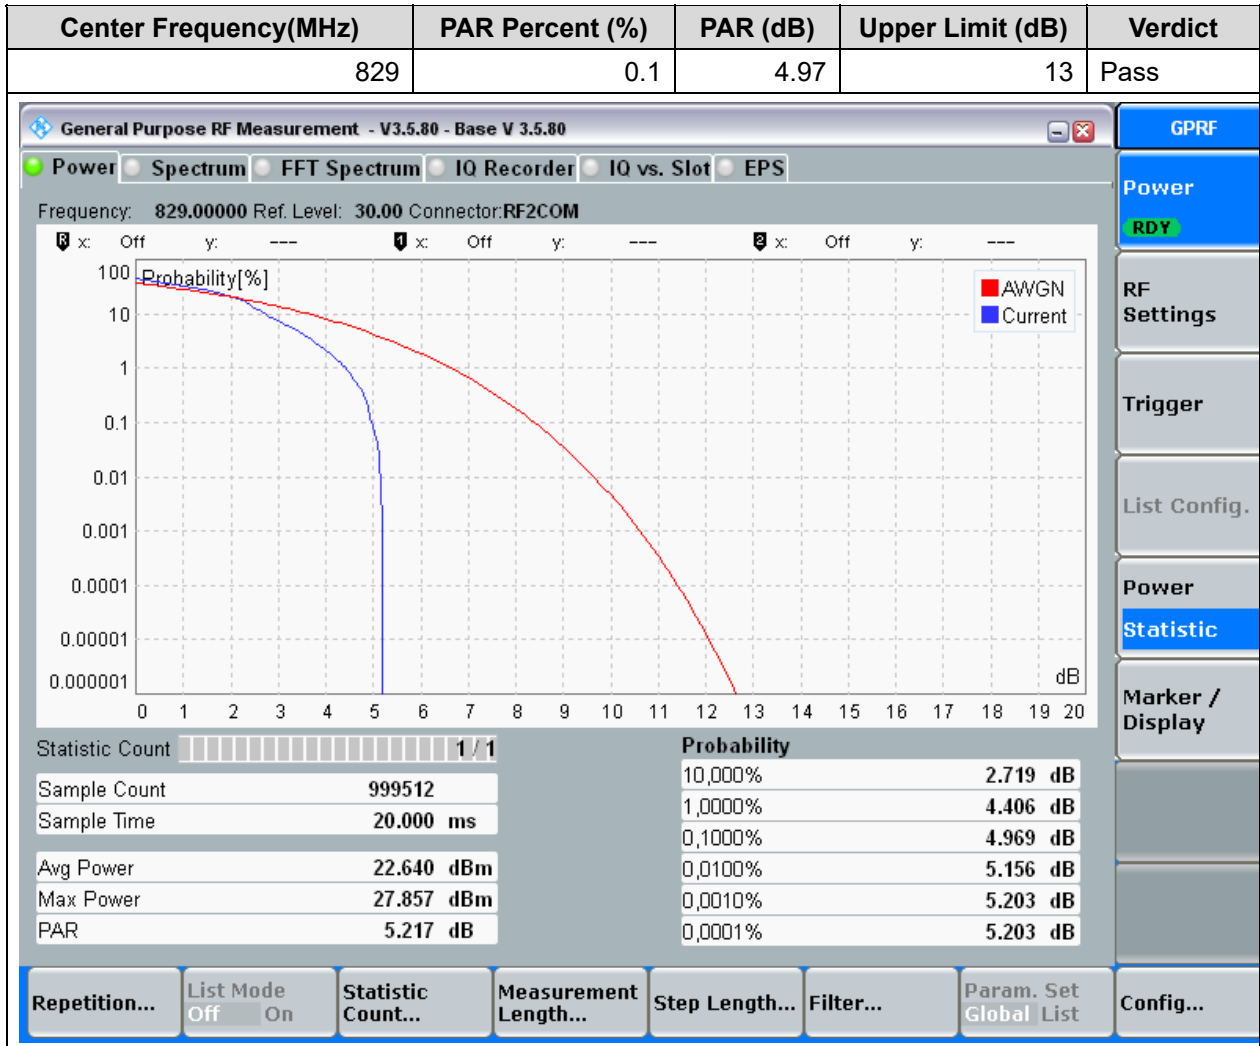 Center Frequency(MHz) PAR Percent (%) PAR (dB) Upper Limit (dB) Verdict
829 0.1 4.97 13 Pass
General Purpose RF Measurement - V3.5.80 - Base V 3.5.80
GPRF
Power Spectrum FFT Spectrum IQ Recorder IQ vs. Slot EPS
Power
RDY
Frequency: 829.00000 Ref. Level: 30.00 Connector:RF2COM
R x: Off y: --- 1 x: Off y: --- 2 x: Off y: ---
Probability[%]
AWGN
Current
100
10
1
0.1
0.01
0.001
0.0001
0.00001
0.000001
dB
0 1 2 3 4 5 6 7 8 9 10 11 12 13 14 15 16 17 18 19 20
RF
Settings
Trigger
List Config.
Power
Statistic
Marker /
Display
Statistic Count 1 / 1
Sample Count 999512
Sample Time 20.000 ms
Avg Power 22.640 dBm
Max Power 27.857 dBm
PAR 5.217 dB
Probability
10,000% 2.719 dB
1,0000% 4.406 dB
0,1000% 4.969 dB
0,0100% 5.156 dB
0,0010% 5.203 dB
0,0001% 5.203 dB
Repetition...
List Mode
Off On
Statistic
Count...
Measurement
Length...
Step Length...
Filter...
Param. Set
Global List
Config...